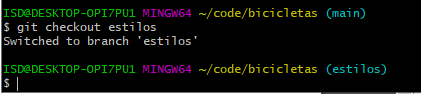 ISD@DESKTOP-OPI7PU1 MINGW64 ~/code/bicicletas (main)
$ git checkout estilos
Switched to branch 'estilos'
ISD@DESKTOP-OPI7PU1 MINGW64 ~/code/bicicletas (estilos)
$